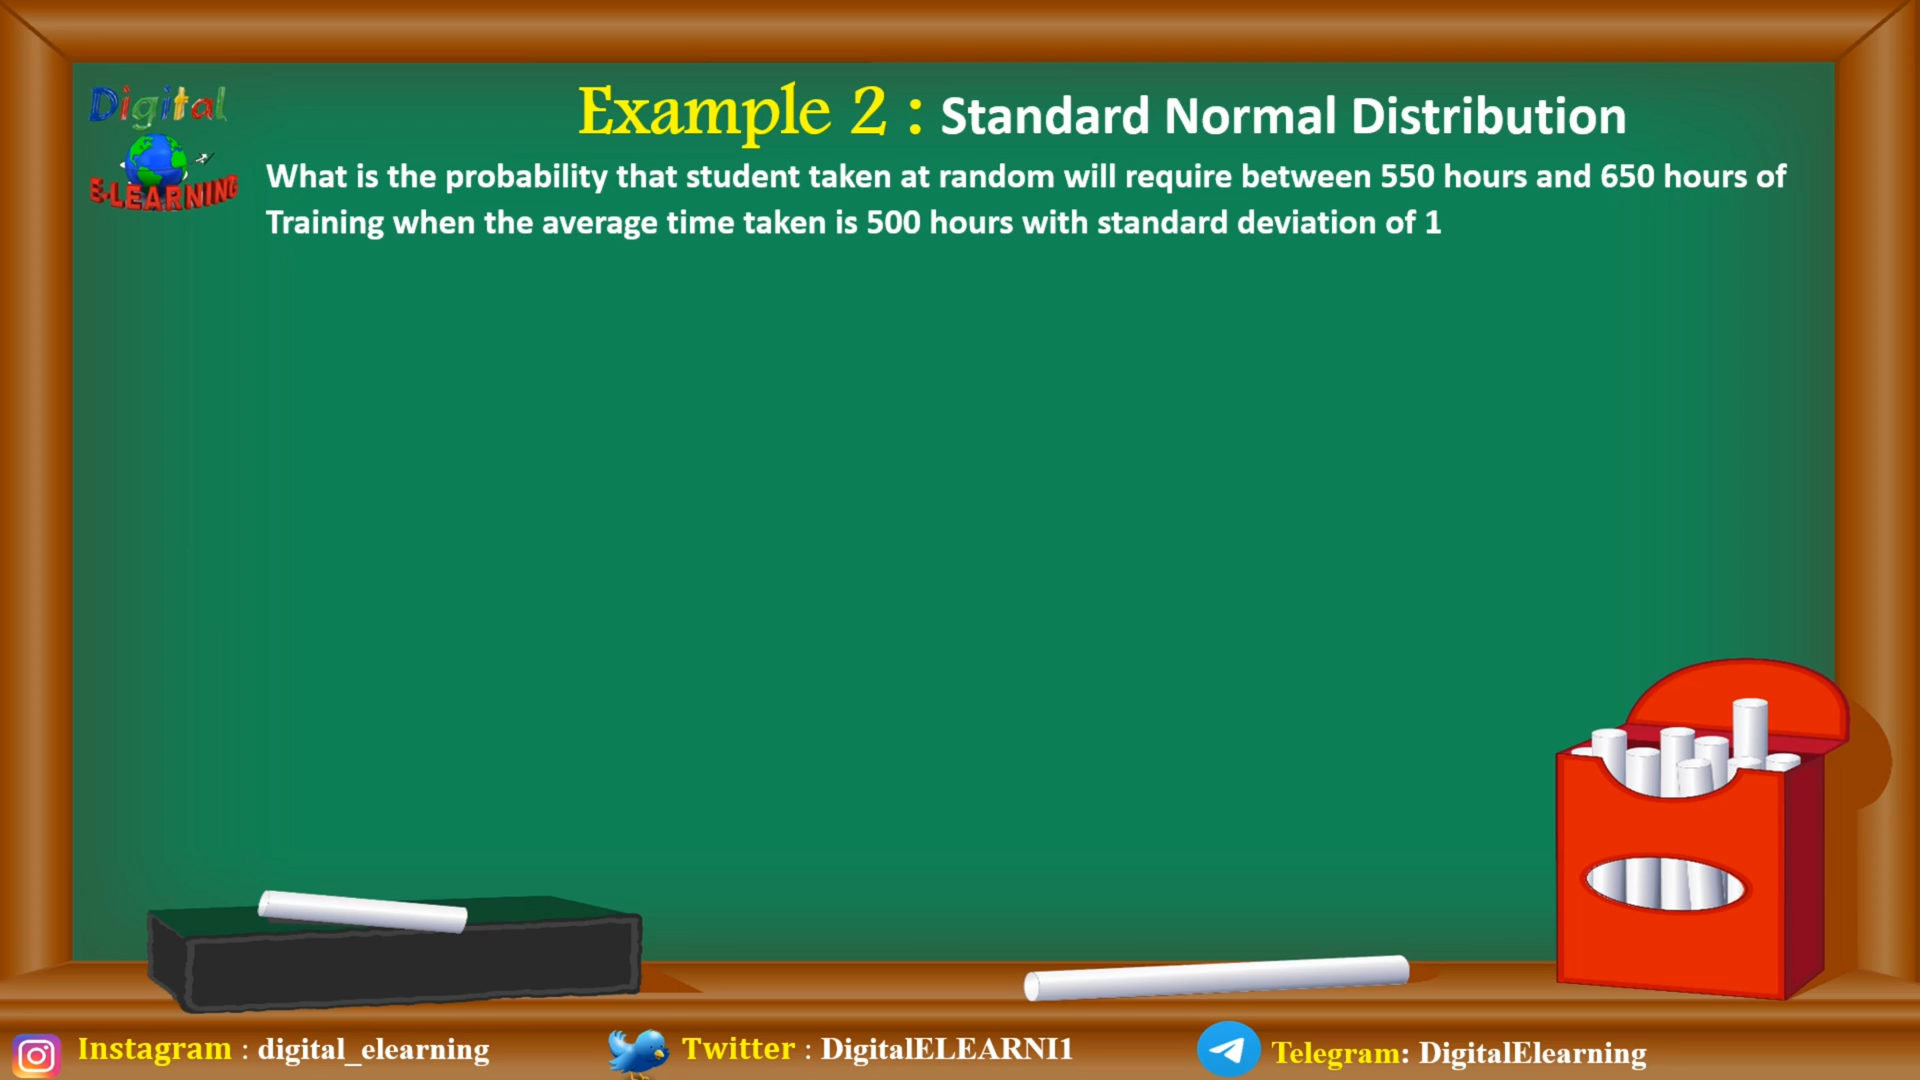 Digital
E-LEARNING
Example 2 : Standard Normal Distribution
What is the probability that student taken at random will require between 550 hours and 650 hours of
Training when the average time taken is 500 hours with standard deviation of 1
Instagram : digital_elearning
Twitter : DigitalELEARNI1
Telegram: DigitalElearning